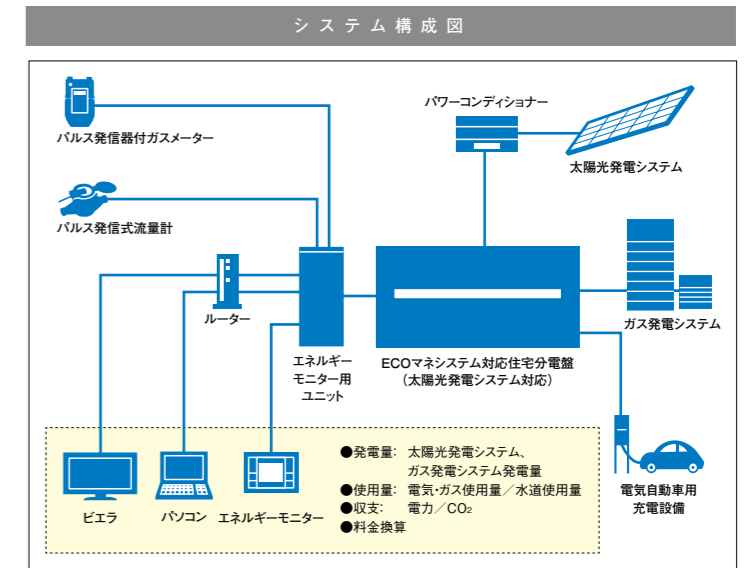 システム構成図
パルス発信器付ガスメーター
パワーコンディショナー
太陽光発電システム
パルス発信式流量計
ルーター
エネルギー
モニター用
ユニット
ECOマネシステム対応住宅分電盤
（太陽光発電システム対応）
ガス発電システム
電気自動車用
充電設備
ビエラ
パソコン
エネルギーモニター
●発電量： 太陽光発電システム、
ガス発電システム発電量
●使用量： 電気・ガス使用量／水道使用量
●収支： 電力／CO₂
●料金換算